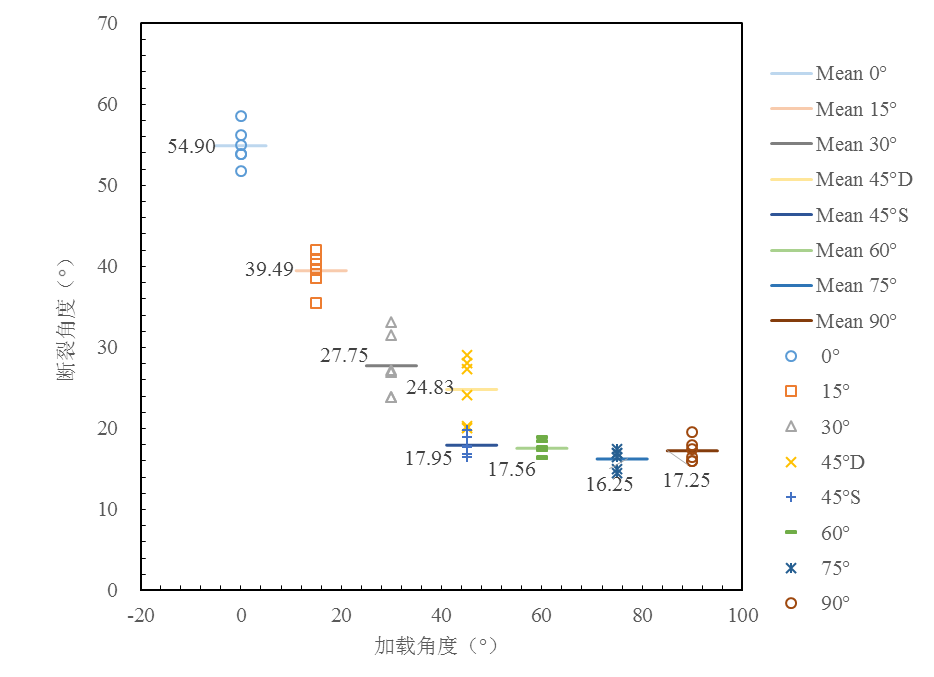 70
60
50
40
30
20
10
0
断裂角度（°）
-20
0
20
40
60
80
100
加载角度（°）
54.90
39.49
27.75
24.83
17.95
17.56
16.25
17.25
Mean 0°
Mean 15°
Mean 30°
Mean 45°D
Mean 45°S
Mean 60°
Mean 75°
Mean 90°
0°
15°
30°
45°D
45°S
60°
75°
90°